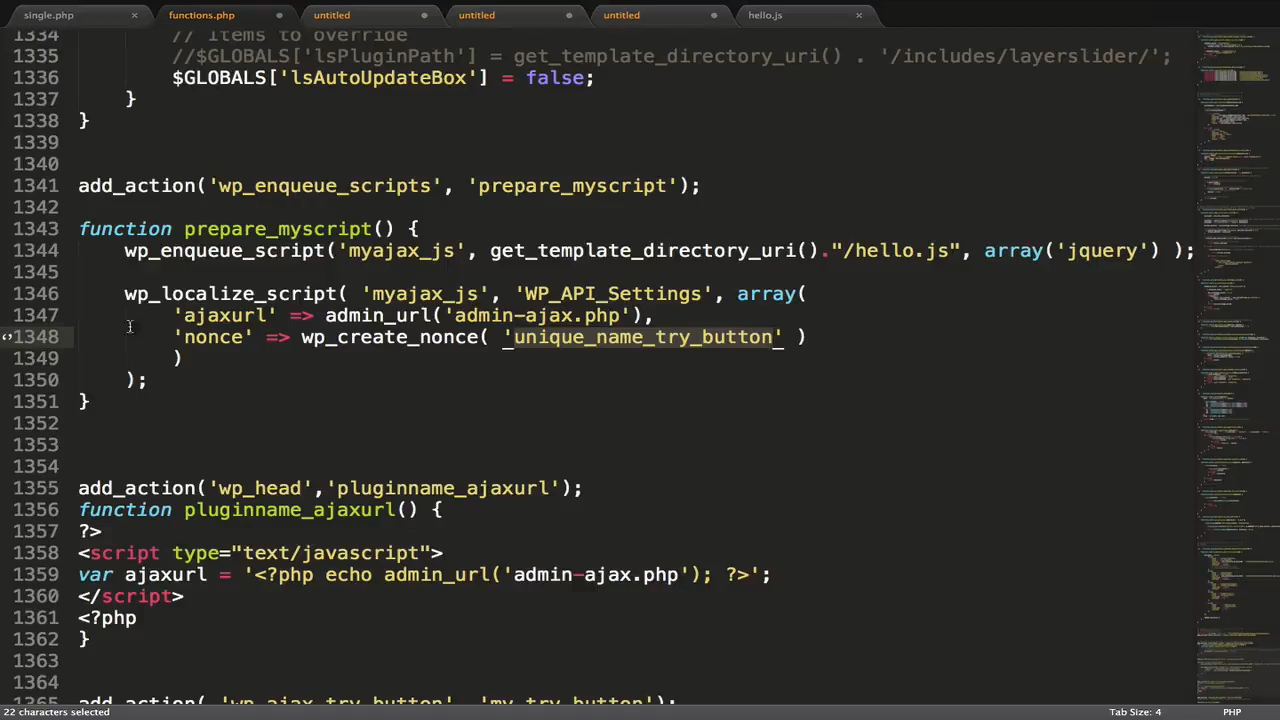 single.php × functions.php untitled untitled untitled hello.js ×
1334 // Items to override
1335 //$GLOBALS['lsPluginPath'] = get_template_directory_uri() . '/includes/layerslider/';
1336 $GLOBALS['lsAutoUpdateBox'] = false;
1337 }
1338 }
1339
1340
1341 add_action('wp_enqueue_scripts', 'prepare_myscript');
1342
1343 function prepare_myscript() {
1344 wp_enqueue_script('myajax_js', get_template_directory_uri()."/hello.js", array('jquery') );
1345
1346 wp_localize_script( 'myajax_js', 'WP_API_Settings', array(
1347 'ajaxurl' => admin_url('admin-ajax.php'),
1348 'nonce' => wp_create_nonce( 'unique_name_try_button' )
1349 )
1350 );
1351 }
1352
1353
1354
1355 add_action('wp_head','pluginname_ajaxurl');
1356 function pluginname_ajaxurl() {
1357 ?>
1358 <script type="text/javascript">
1359 var ajaxurl = '<?php echo admin_url('admin-ajax.php'); ?>';
1360 </script>
1361 <?php
1362 }
1363
1364
1365 add_action( 'wp_ajax_try_button', 'my_try_button');
22 characters selected Tab Size: 4 PHP